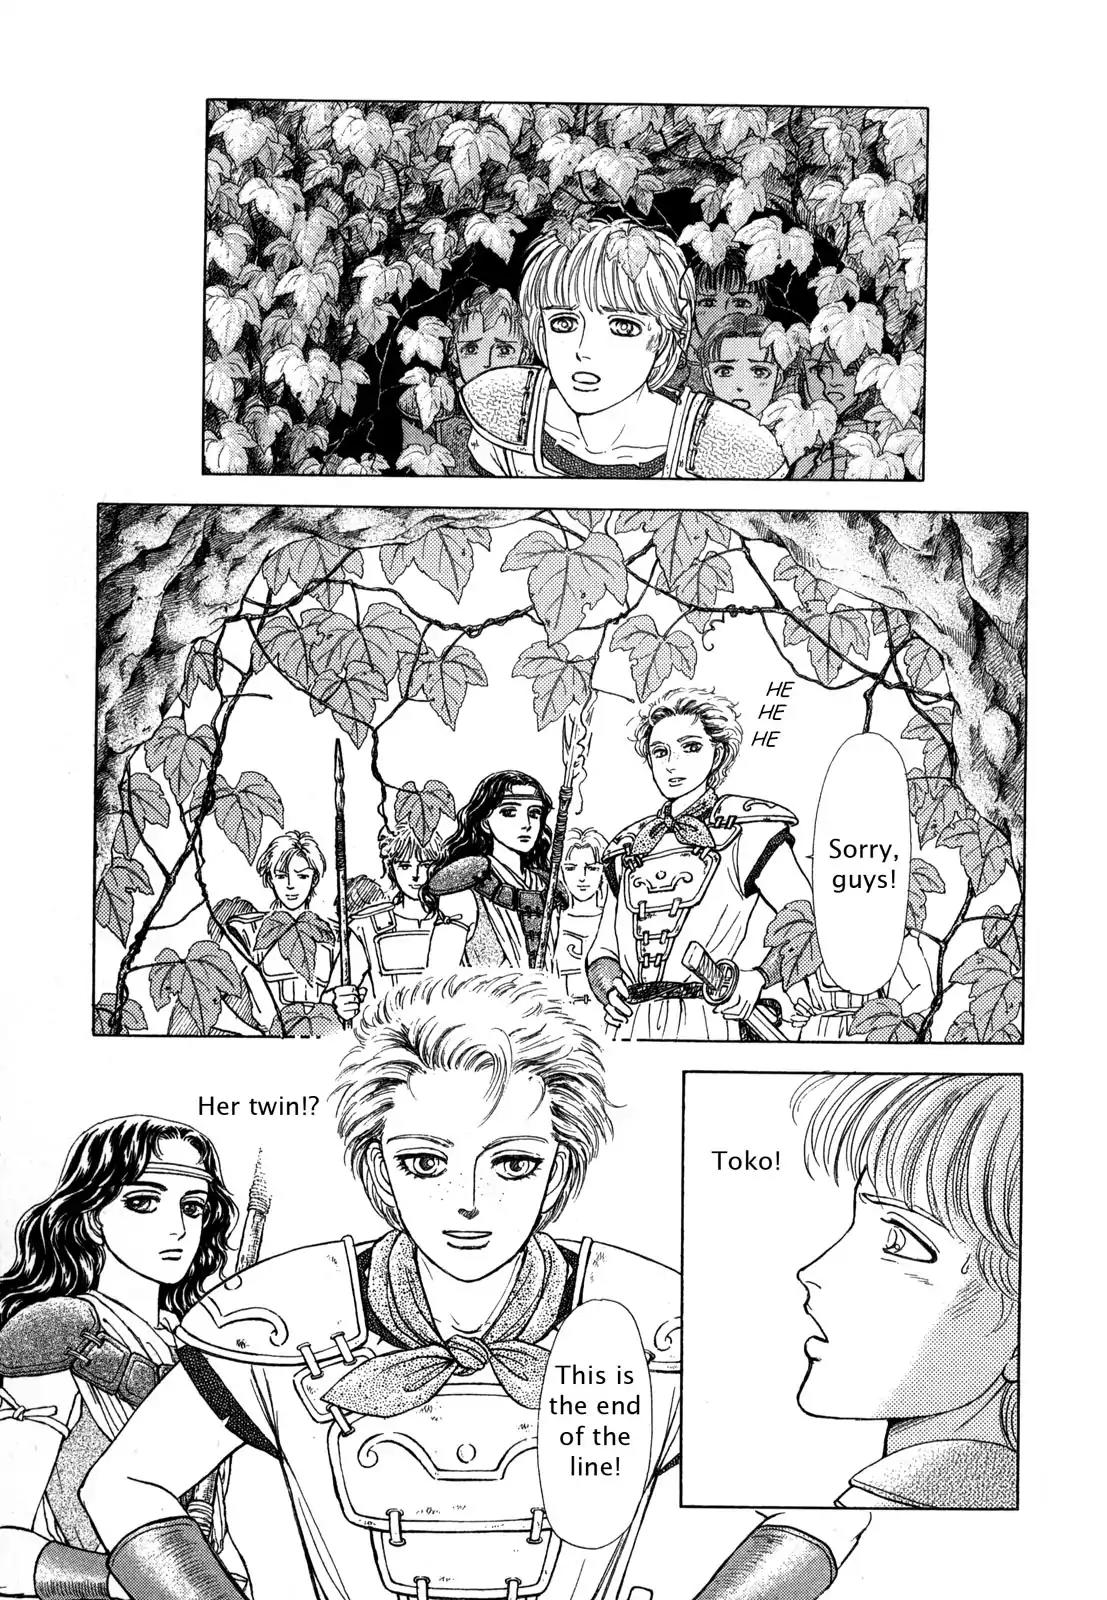 HE
HE
HE
Sorry,
guys!
Toko!
Her twin!?
This is
the end
of the
line!